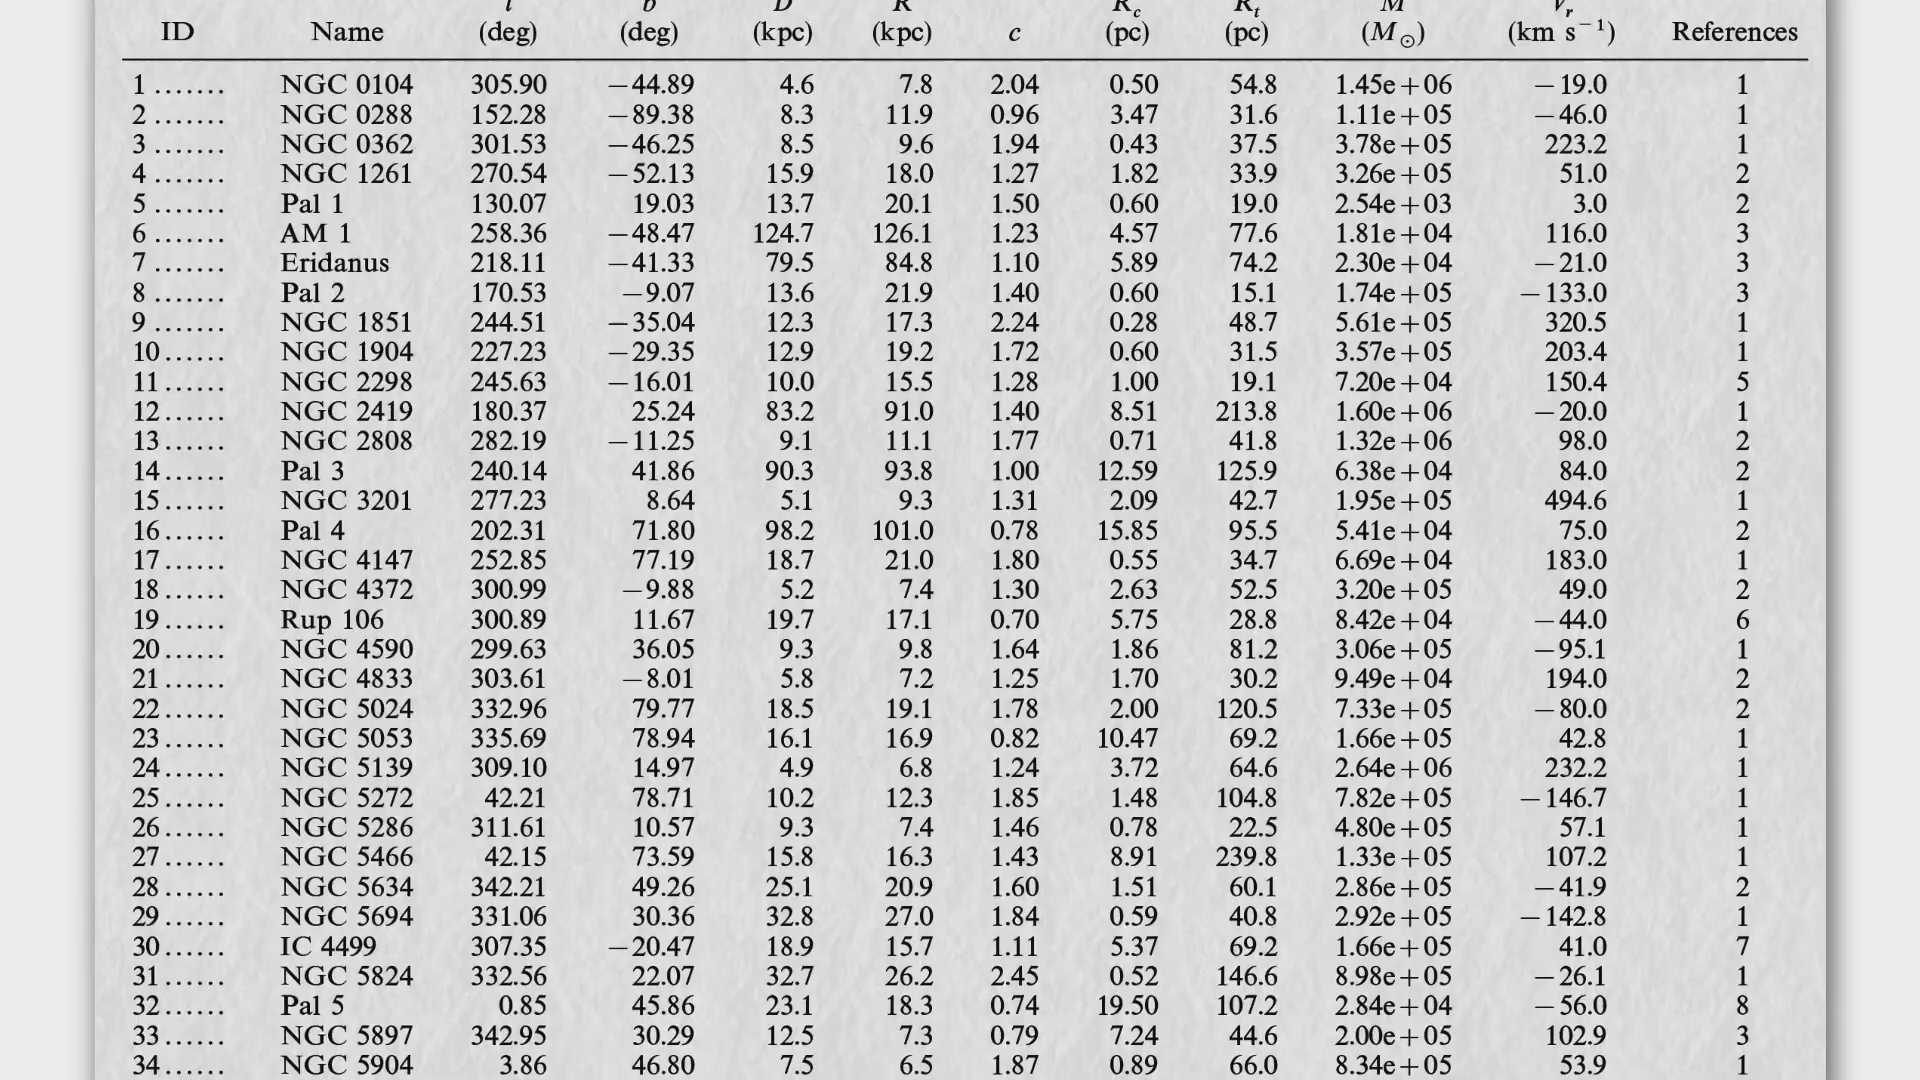 l b D R R_c R_t M V_r
ID Name (deg) (deg) (kpc) (kpc) c (pc) (pc) (M⊙) (km s⁻¹) References
1 ....... NGC 0104 305.90 −44.89 4.6 7.8 2.04 0.50 54.8 1.45e+06 −19.0 1
2 ....... NGC 0288 152.28 −89.38 8.3 11.9 0.96 3.47 31.6 1.11e+05 −46.0 1
3 ....... NGC 0362 301.53 −46.25 8.5 9.6 1.94 0.43 37.5 3.78e+05 223.2 1
4 ....... NGC 1261 270.54 −52.13 15.9 18.0 1.27 1.82 33.9 3.26e+05 51.0 2
5 ....... Pal 1 130.07 19.03 13.7 20.1 1.50 0.60 19.0 2.54e+03 3.0 2
6 ....... AM 1 258.36 −48.47 124.7 126.1 1.23 4.57 77.6 1.81e+04 116.0 3
7 ....... Eridanus 218.11 −41.33 79.5 84.8 1.10 5.89 74.2 2.30e+04 −21.0 3
8 ....... Pal 2 170.53 −9.07 13.6 21.9 1.40 0.60 15.1 1.74e+05 −133.0 3
9 ....... NGC 1851 244.51 −35.04 12.3 17.3 2.24 0.28 48.7 5.61e+05 320.5 1
10...... NGC 1904 227.23 −29.35 12.9 19.2 1.72 0.60 31.5 3.57e+05 203.4 1
11...... NGC 2298 245.63 −16.01 10.0 15.5 1.28 1.00 19.1 7.20e+04 150.4 5
12...... NGC 2419 180.37 25.24 83.2 91.0 1.40 8.51 213.8 1.60e+06 −20.0 1
13...... NGC 2808 282.19 −11.25 9.1 11.1 1.77 0.71 41.8 1.32e+06 98.0 2
14...... Pal 3 240.14 41.86 90.3 93.8 1.00 12.59 125.9 6.38e+04 84.0 2
15...... NGC 3201 277.23 8.64 5.1 9.3 1.31 2.09 42.7 1.95e+05 494.6 1
16...... Pal 4 202.31 71.80 98.2 101.0 0.78 15.85 95.5 5.41e+04 75.0 2
17...... NGC 4147 252.85 77.19 18.7 21.0 1.80 0.55 34.7 6.69e+04 183.0 1
18...... NGC 4372 300.99 −9.88 5.2 7.4 1.30 2.63 52.5 3.20e+05 49.0 2
19...... Rup 106 300.89 11.67 19.7 17.1 0.70 5.75 28.8 8.42e+04 −44.0 6
20...... NGC 4590 299.63 36.05 9.3 9.8 1.64 1.86 81.2 3.06e+05 −95.1 1
21...... NGC 4833 303.61 −8.01 5.8 7.2 1.25 1.70 30.2 9.49e+04 194.0 2
22...... NGC 5024 332.96 79.77 18.5 19.1 1.78 2.00 120.5 7.33e+05 −80.0 2
23...... NGC 5053 335.69 78.94 16.1 16.9 0.82 10.47 69.2 1.66e+05 42.8 1
24...... NGC 5139 309.10 14.97 4.9 6.8 1.24 3.72 64.6 2.64e+06 232.2 1
25...... NGC 5272 42.21 78.71 10.2 12.3 1.85 1.48 104.8 7.82e+05 −146.7 1
26...... NGC 5286 311.61 10.57 9.3 7.4 1.46 0.78 22.5 4.80e+05 57.1 1
27...... NGC 5466 42.15 73.59 15.8 16.3 1.43 8.91 239.8 1.33e+05 107.2 1
28...... NGC 5634 342.21 49.26 25.1 20.9 1.60 1.51 60.1 2.86e+05 −41.9 2
29...... NGC 5694 331.06 30.36 32.8 27.0 1.84 0.59 40.8 2.92e+05 −142.8 1
30...... IC 4499 307.35 −20.47 18.9 15.7 1.11 5.37 69.2 1.66e+05 41.0 7
31...... NGC 5824 332.56 22.07 32.7 26.2 2.45 0.52 146.6 8.98e+05 −26.1 1
32...... Pal 5 0.85 45.86 23.1 18.3 0.74 19.50 107.2 2.84e+04 −56.0 8
33...... NGC 5897 342.95 30.29 12.5 7.3 0.79 7.24 44.6 2.00e+05 102.9 3
34...... NGC 5904 3.86 46.80 7.5 6.5 1.87 0.89 66.0 8.34e+05 53.9 1